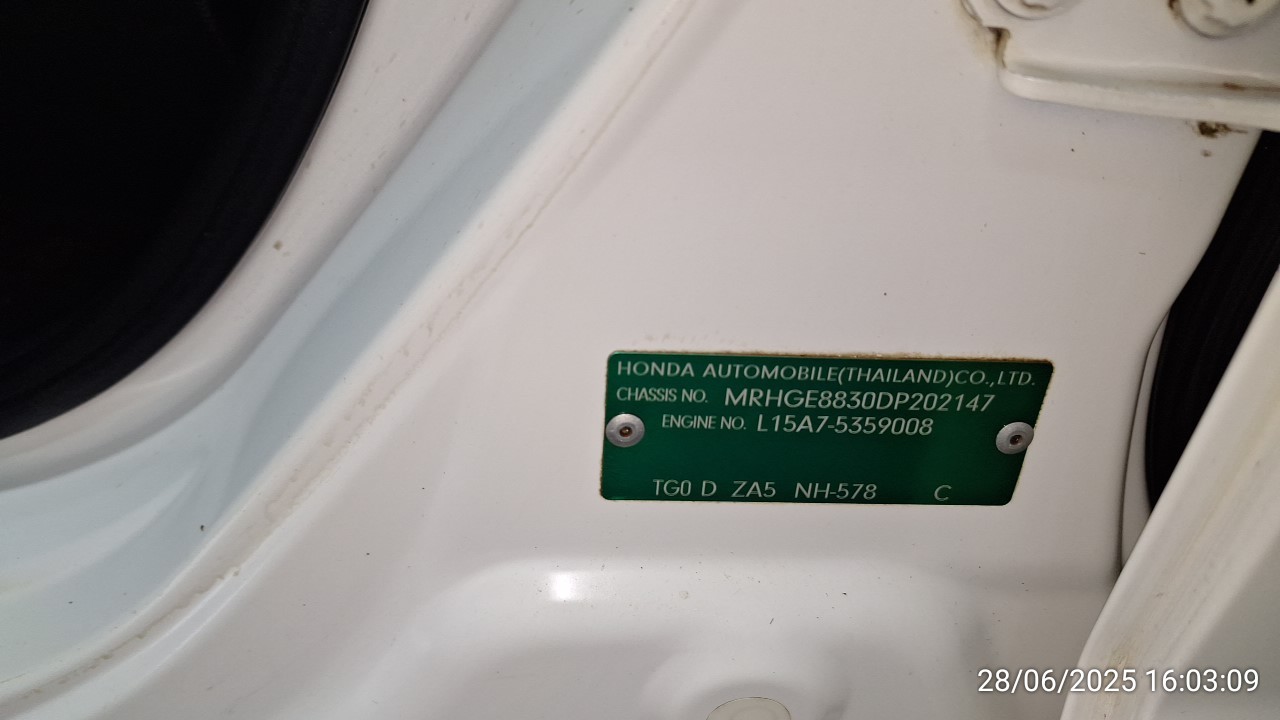 HONDA AUTOMOBILE(THAILAND)CO.,LTD.
CHASSIS NO. MRHGE8830DP202147
ENGINE NO. L15A7-5359008
TG0 D ZA5 NH-578 C
28/06/2025 16:03:09